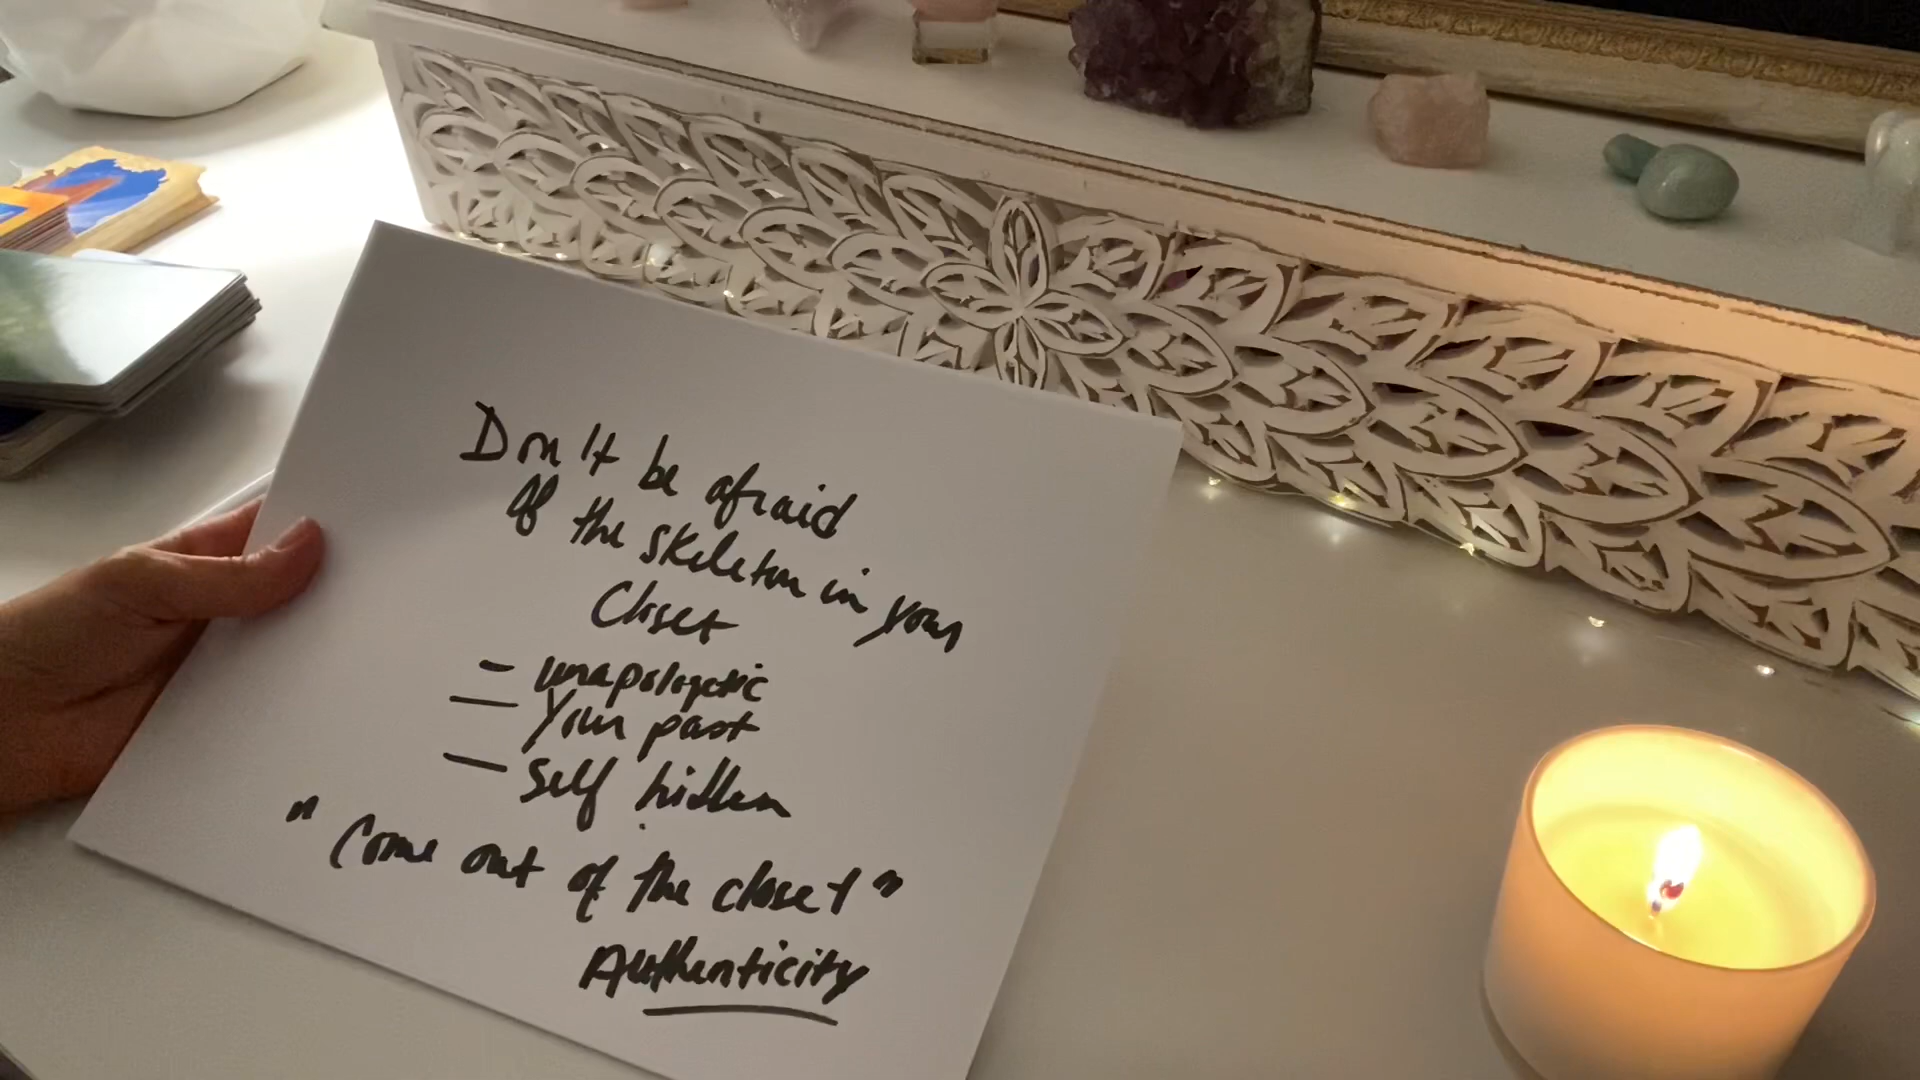 Don't be afraid
of the skeleton in your
Closet
- unapologetic
- Your past
- Self hidden
"Come out of the closet"
Authenticity